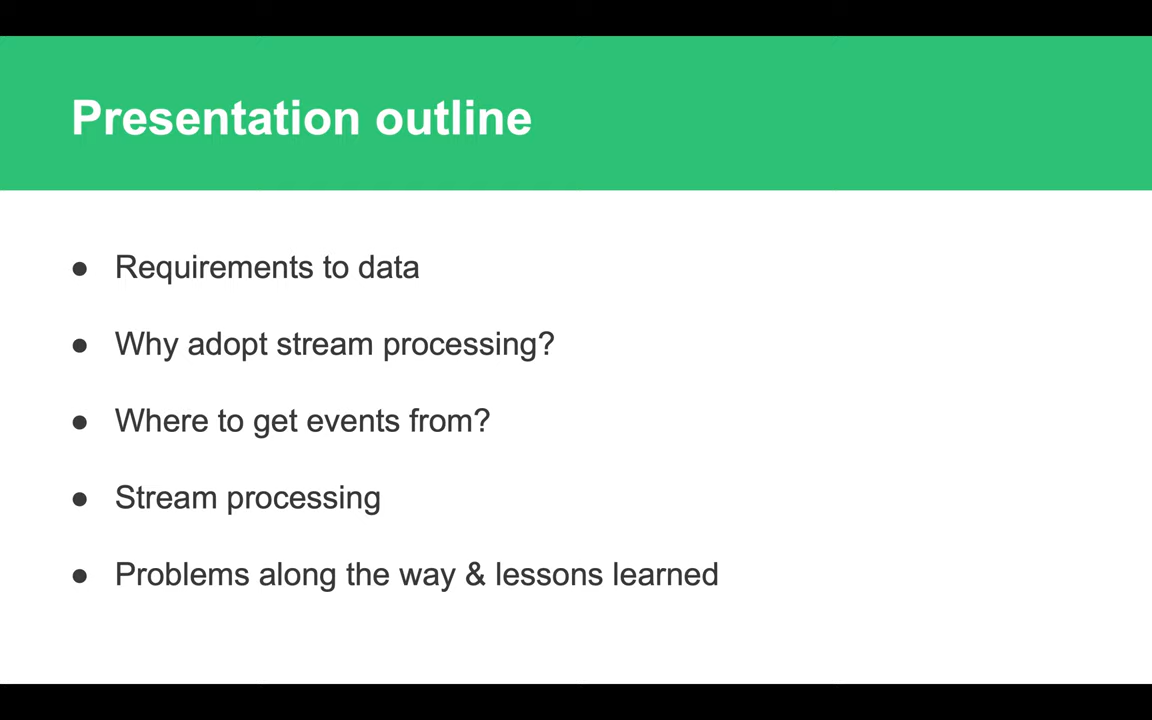 Presentation outline
● Requirements to data
● Why adopt stream processing?
● Where to get events from?
● Stream processing
● Problems along the way & lessons learned